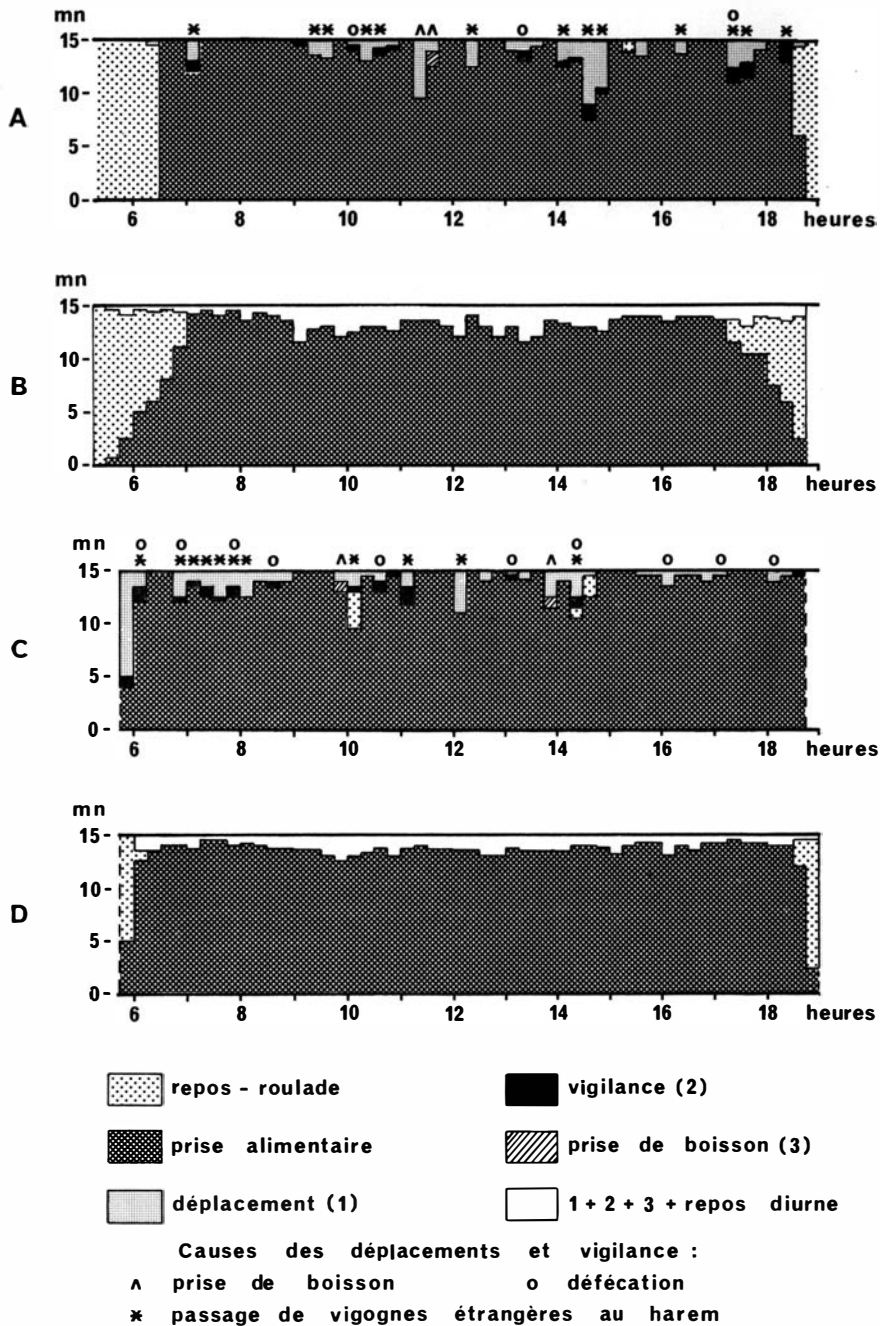 * ** o** ∧∧ * o * ** * o** *
mn
15
10
A
5
0
6 8 10 12 14 16 18 heures
mn
15
10
B
5
0
6 8 10 12 14 16 18 heures
o o o o o o o o o o
* ***** * ∧* * * ∧ *
mn
15
10
C
5
0
6 8 10 12 14 16 18 heures
mn
15
10
D
5
0
6 8 10 12 14 16 18 heures
repos - roulade vigilance (2)
prise alimentaire prise de boisson (3)
déplacement (1) 1 + 2 + 3 + repos diurne
Causes des déplacements et vigilance :
∧ prise de boisson o défécation
* passage de vigognes étrangères au harem